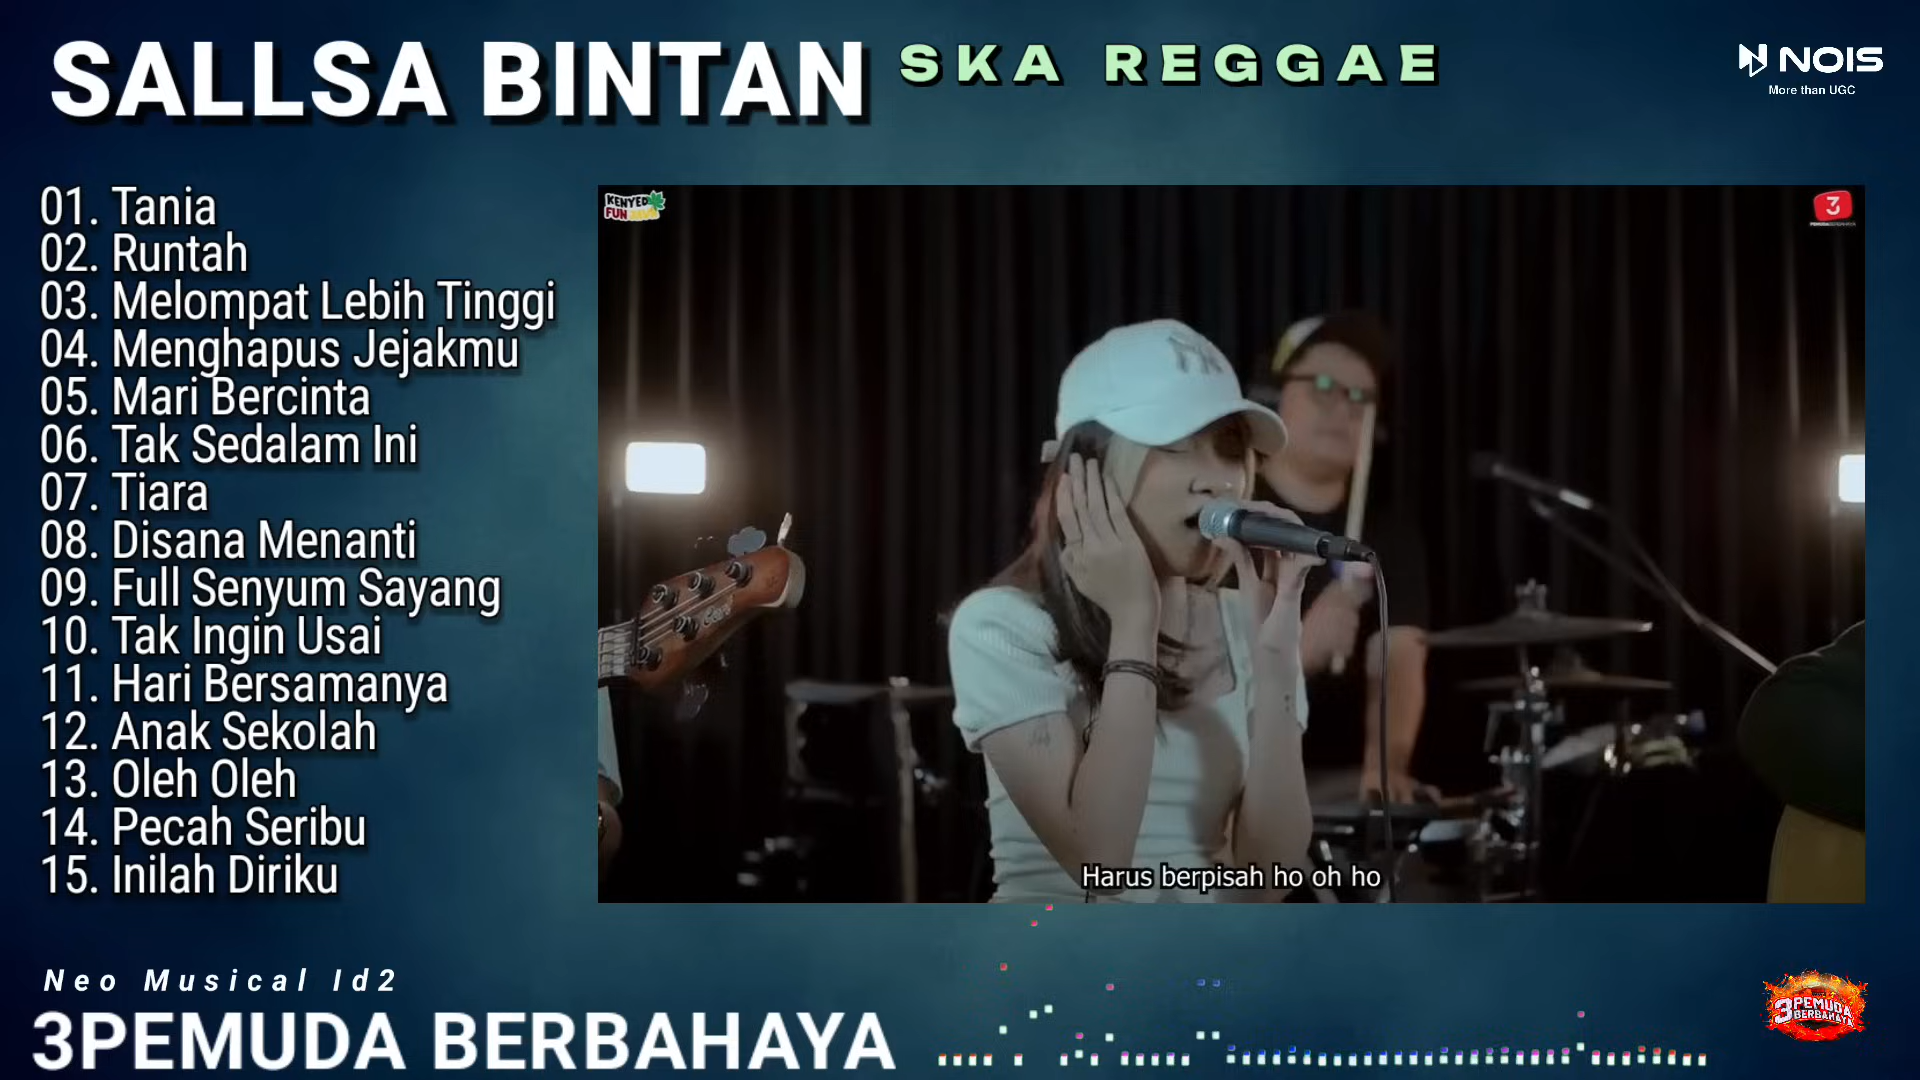 SALLSA BINTAN
SKA REGGAE
NOIS
More than UGC
01. Tania
02. Runtah
03. Melompat Lebih Tinggi
04. Menghapus Jejakmu
05. Mari Bercinta
06. Tak Sedalam Ini
07. Tiara
08. Disana Menanti
09. Full Senyum Sayang
10. Tak Ingin Usai
11. Hari Bersamanya
12. Anak Sekolah
13. Oleh Oleh
14. Pecah Seribu
15. Inilah Diriku
KENYED
FUN
3
Harus berpisah ho oh ho
Neo Musical Id2
3PEMUDA BERBAHAYA
3PEMUDA
BERBAHAYA